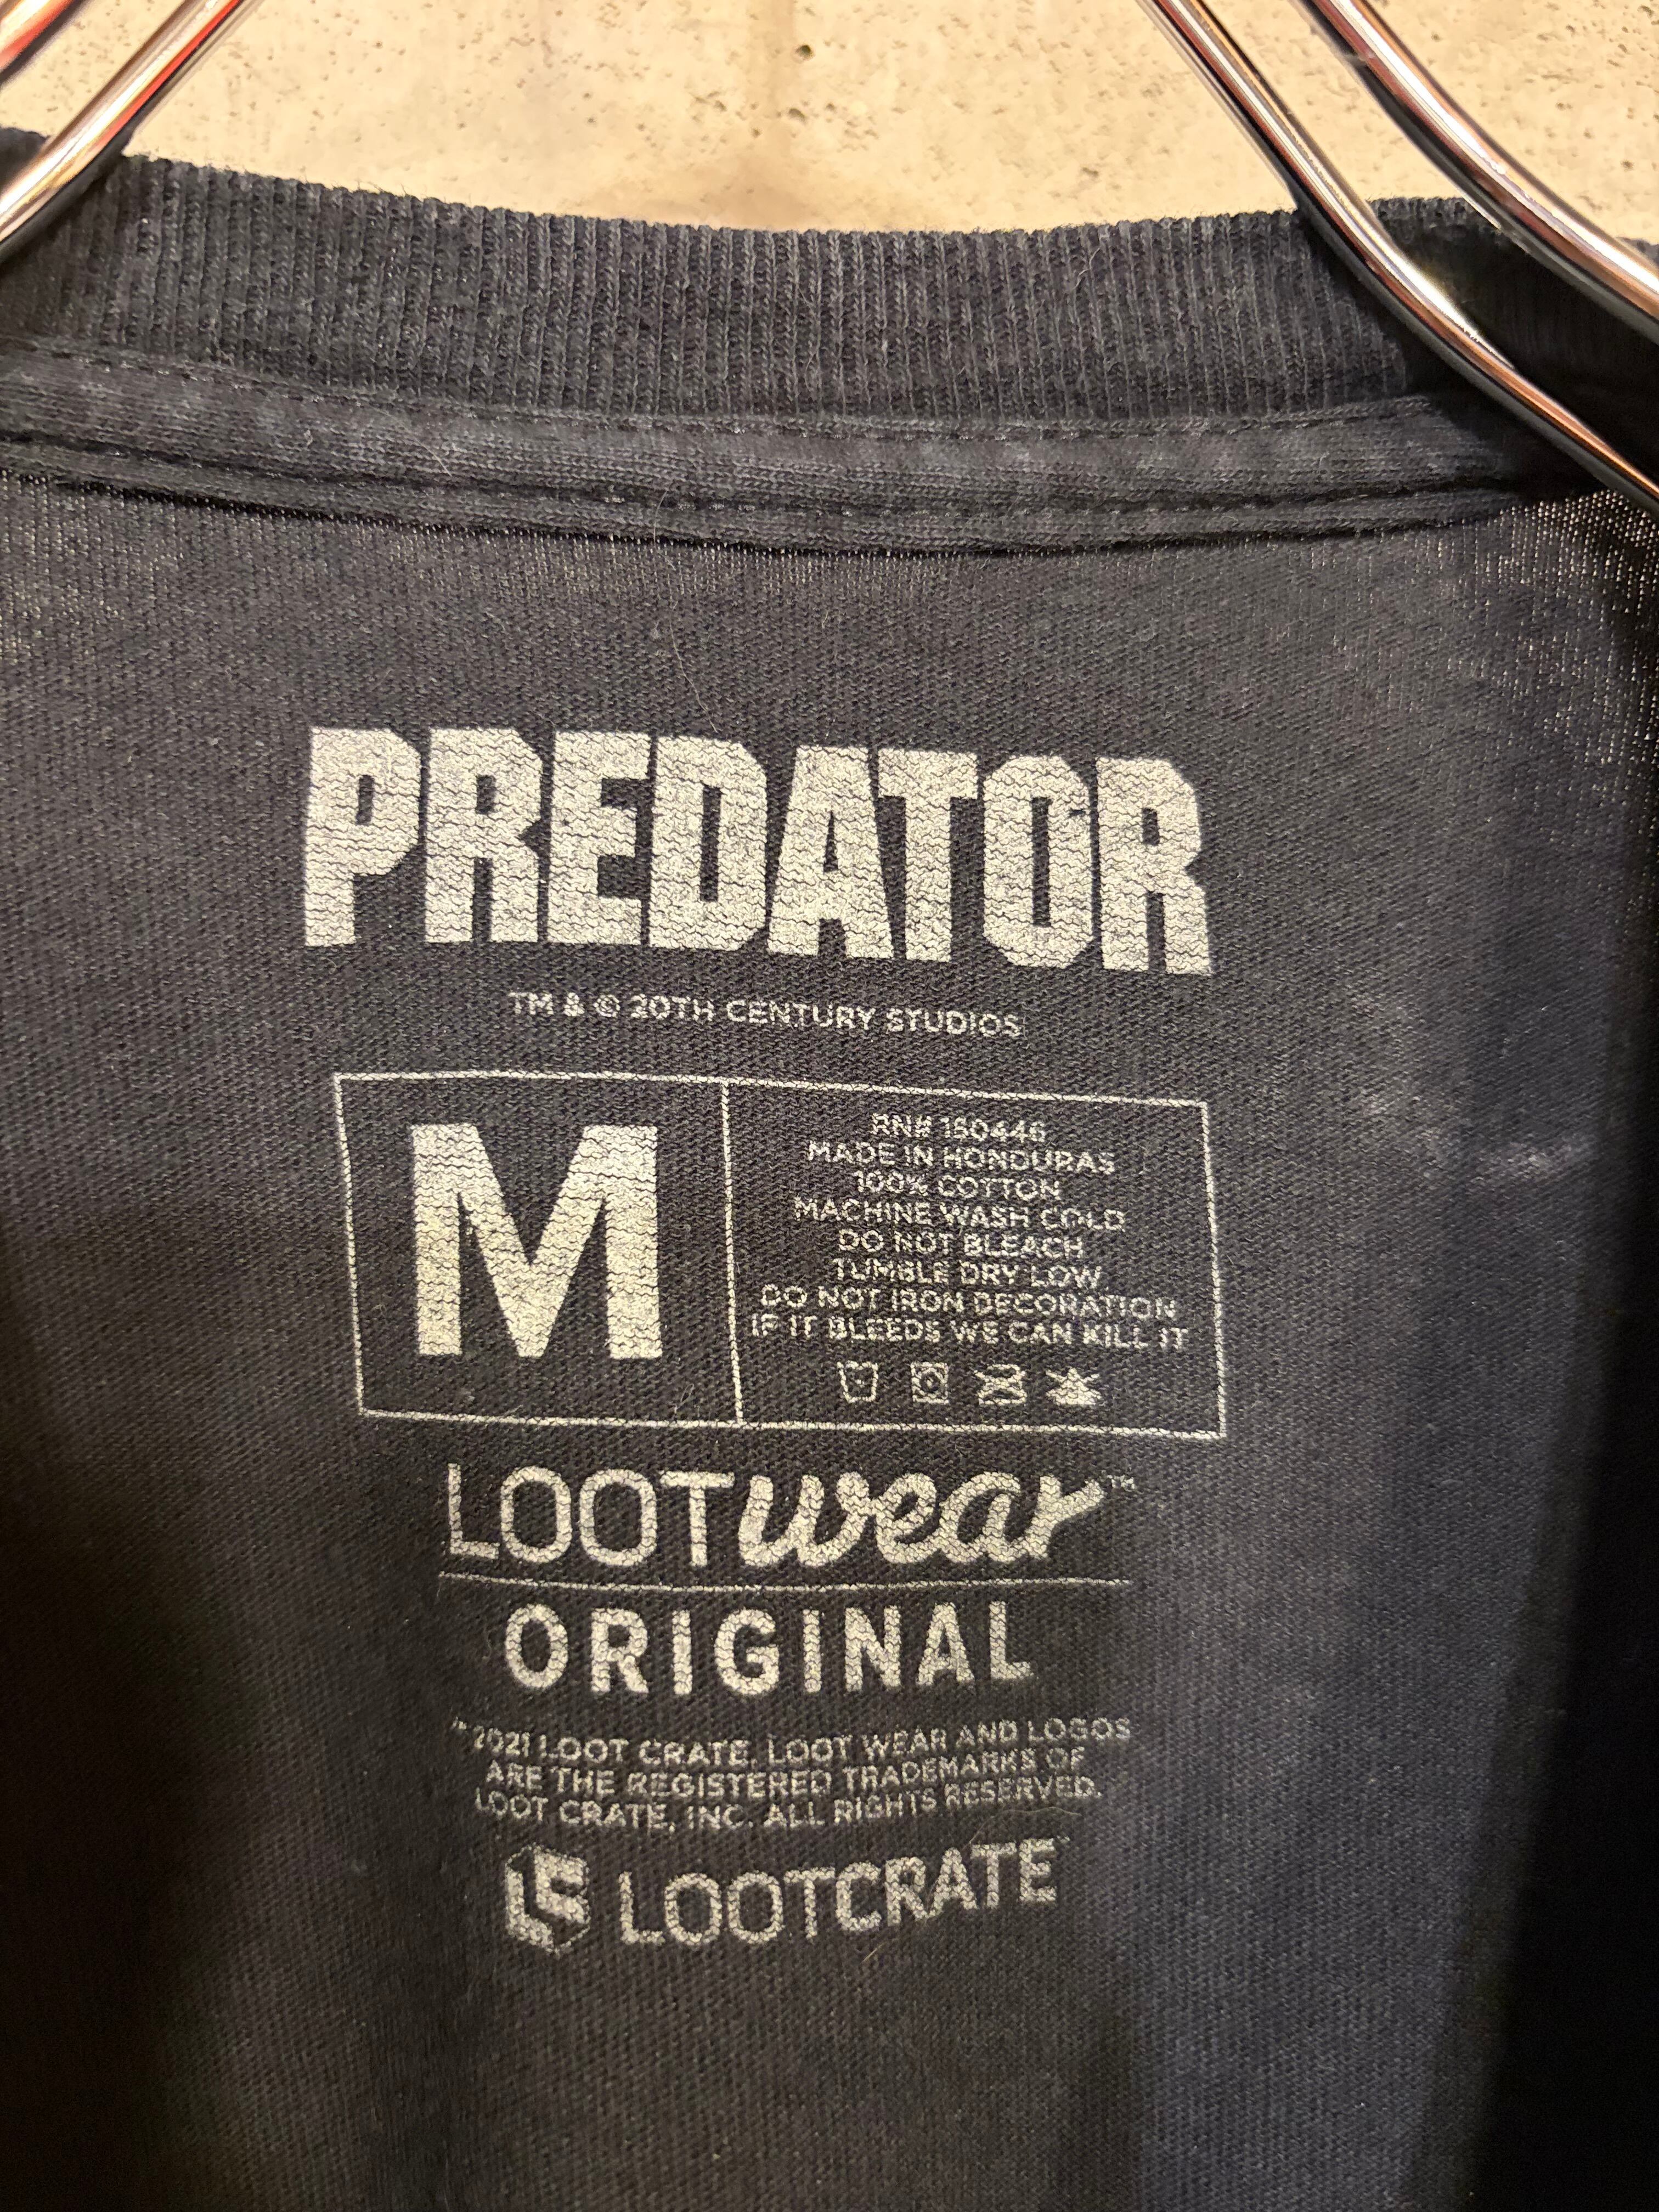 PREDATOR
TM & © 20TH CENTURY STUDIOS
M
RN# 150446
MADE IN HONDURAS
100% COTTON
MACHINE WASH COLD
DO NOT BLEACH
TUMBLE DRY LOW
DO NOT IRON DECORATION
IF IT BLEEDS WE CAN KILL IT
LOOTwear™
ORIGINAL
™2021 LOOT CRATE. LOOT WEAR AND LOGOS
ARE THE REGISTERED TRADEMARKS OF
LOOT CRATE, INC. ALL RIGHTS RESERVED.
LOOTCRATE